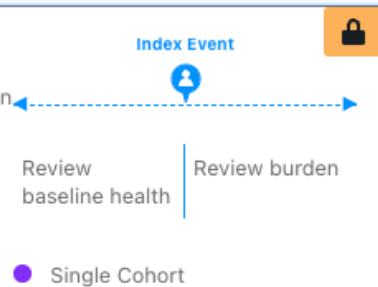 Index Event
n
Review
baseline health
Review burden
Single Cohort